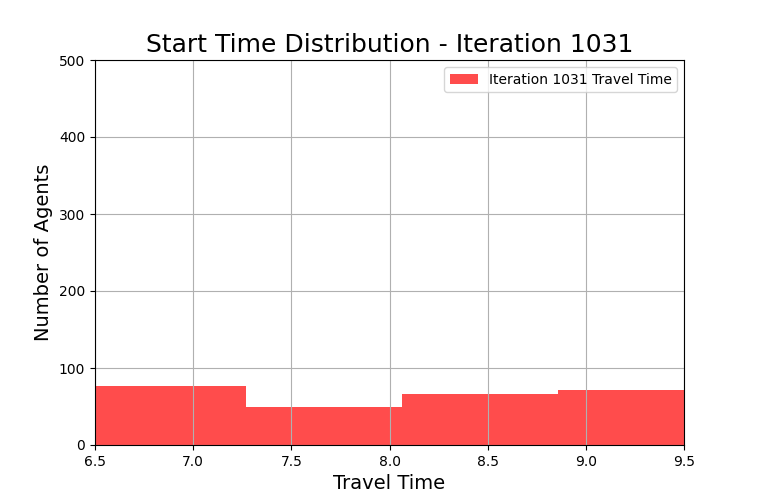 Start Time Distribution - Iteration 1031
500
Iteration 1031 Travel Time
400
300
200
100
0
Number of Agents
6.5 7.0 7.5 8.0 8.5 9.0 9.5
Travel Time